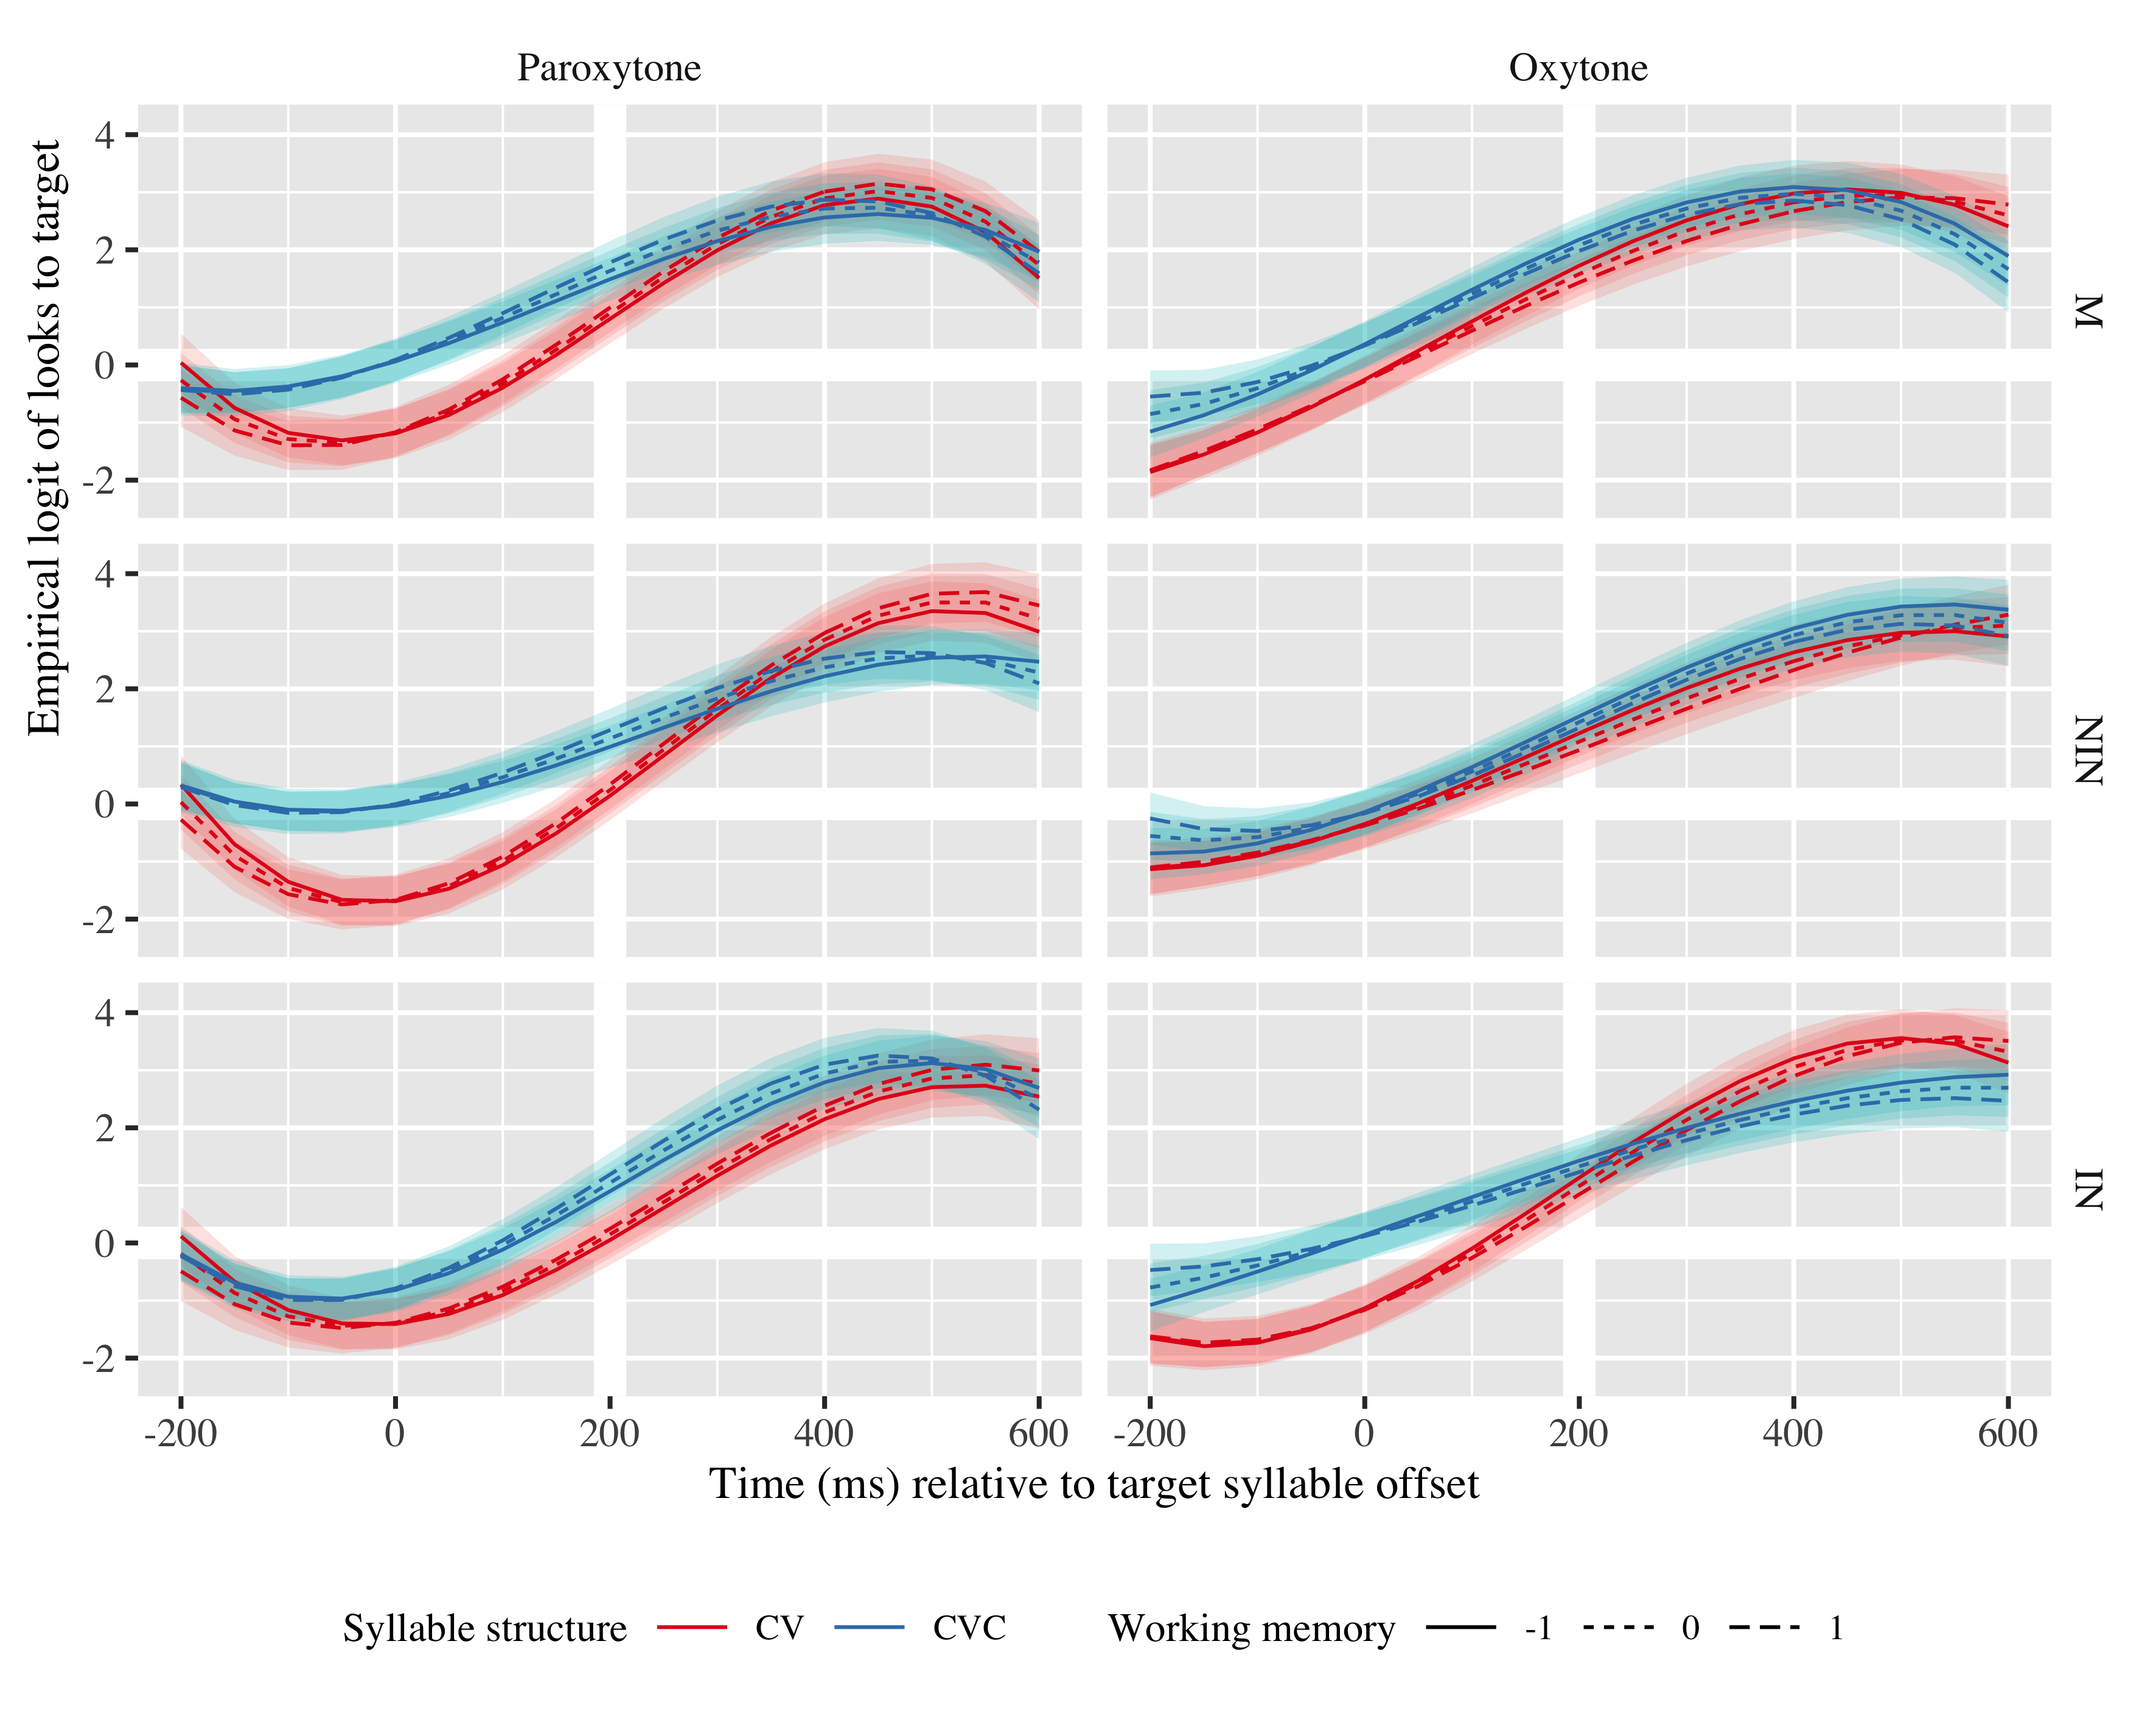 Paroxytone Oxytone
Empirical logit of looks to target
4
2
0
-2
M
4
2
0
-2
NIN
4
2
0
-2
IN
-200 0 200 400 600 -200 0 200 400 600
Time (ms) relative to target syllable offset
Syllable structure CV CVC Working memory -1 0 1